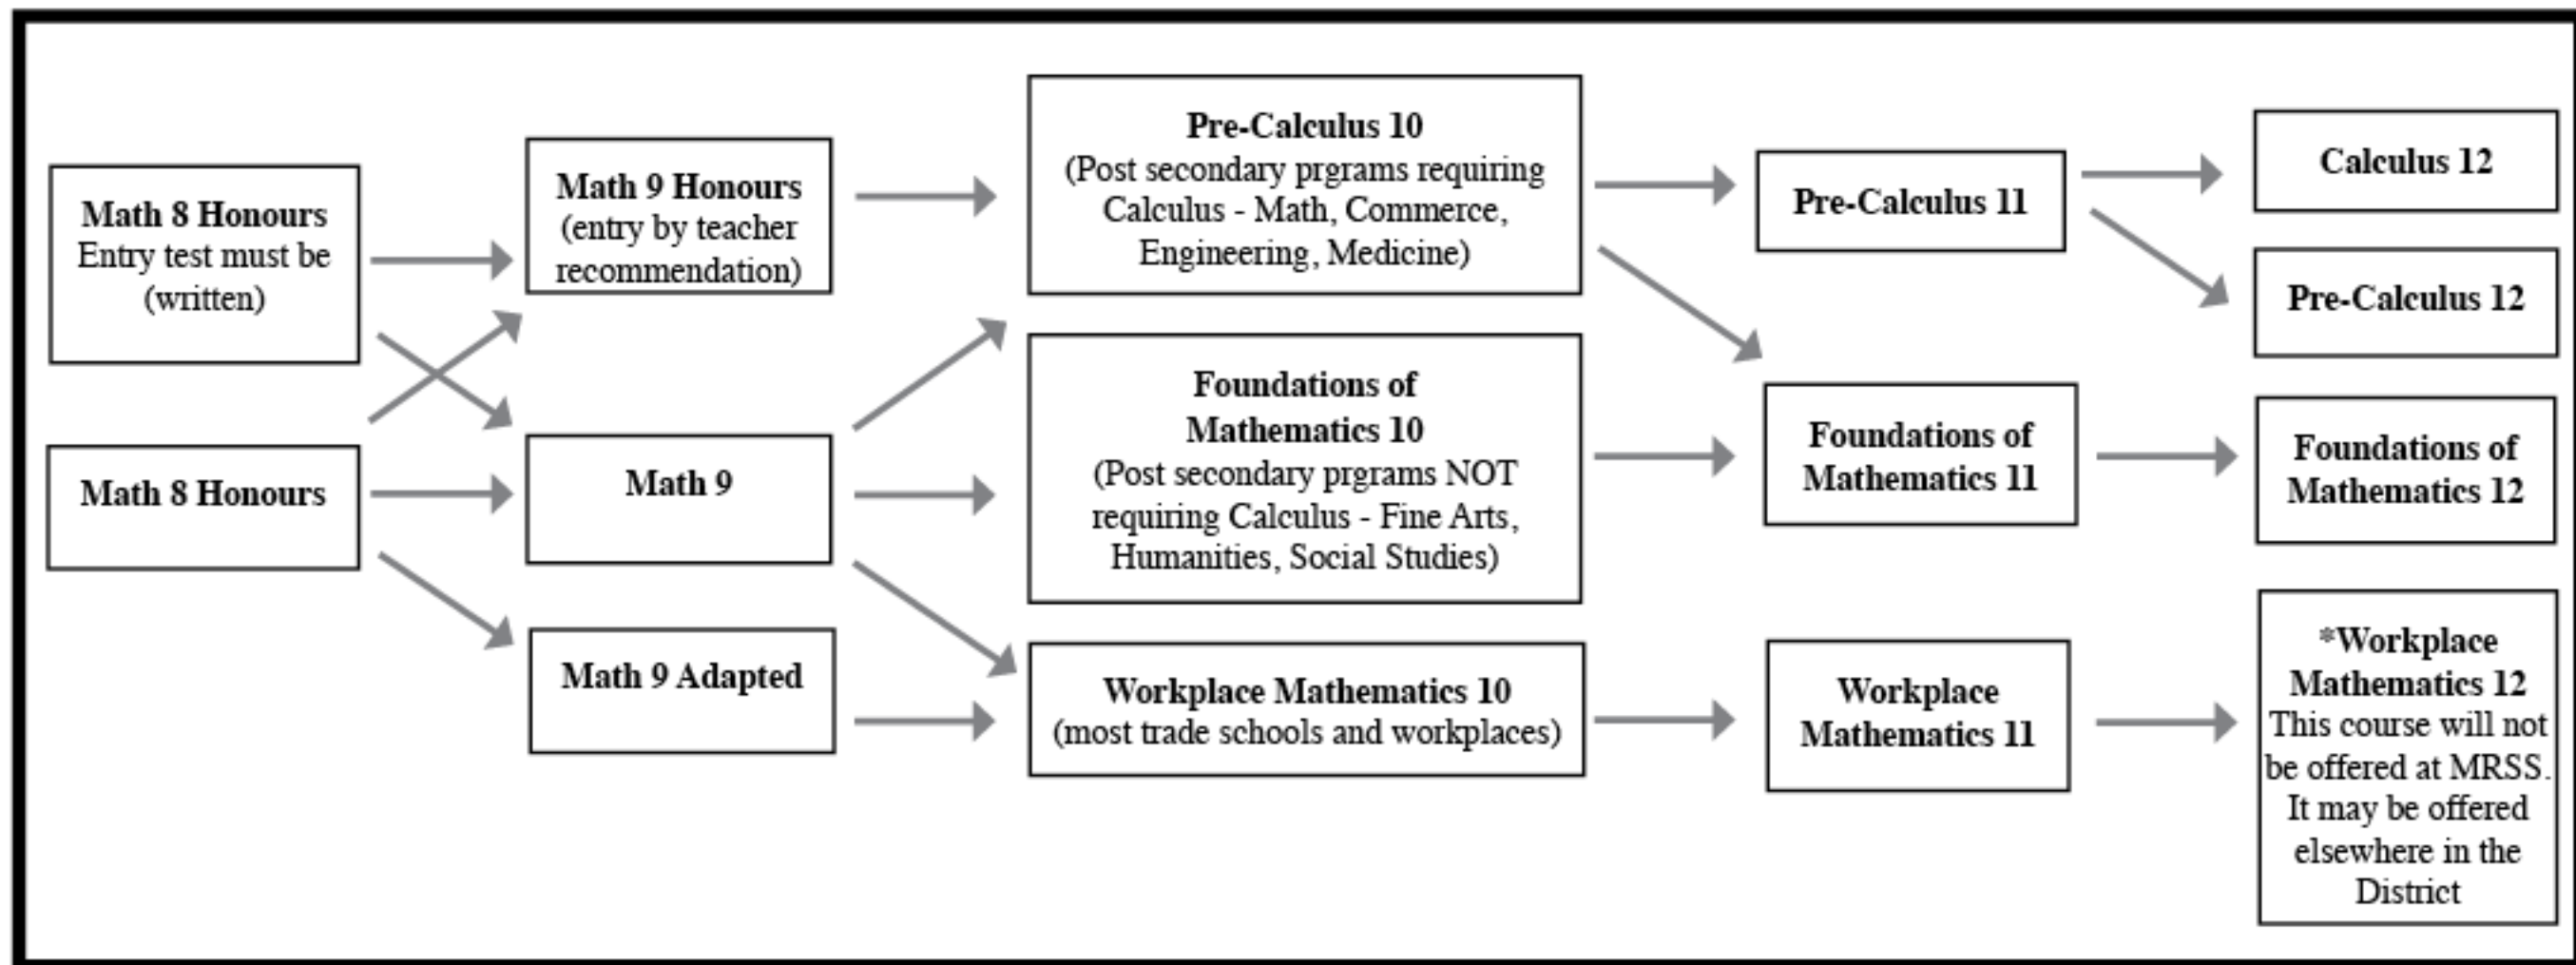 Math 8 Honours
Entry test must be
(written)
Math 8 Honours
Math 9 Honours
(entry by teacher
recommendation)
Math 9
Math 9 Adapted
Pre-Calculus 10
(Post secondary prgrams requiring
Calculus - Math, Commerce,
Engineering, Medicine)
Foundations of
Mathematics 10
(Post secondary prgrams NOT
requiring Calculus - Fine Arts,
Humanities, Social Studies)
Workplace Mathematics 10
(most trade schools and workplaces)
Pre-Calculus 11
Foundations of
Mathematics 11
Workplace
Mathematics 11
Calculus 12
Pre-Calculus 12
Foundations of
Mathematics 12
*Workplace
Mathematics 12
This course will not
be offered at MRSS.
It may be offered
elsewhere in the
District